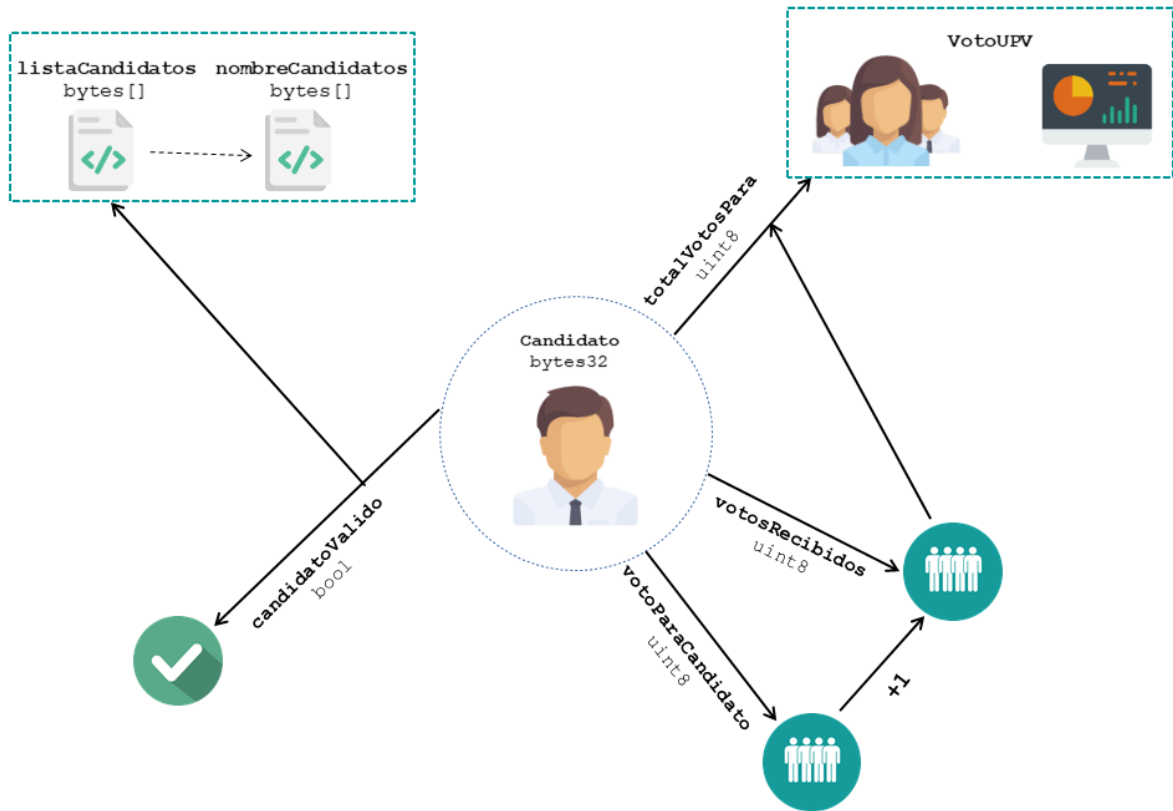 listaCandidatos
bytes[]
nombreCandidatos
bytes[]
VotoUPV
totalVotosPara
uint8
Candidato
bytes32
candidatoValido
bool
votosRecibidos
uint8
votoParaCandidato
uint8
+1